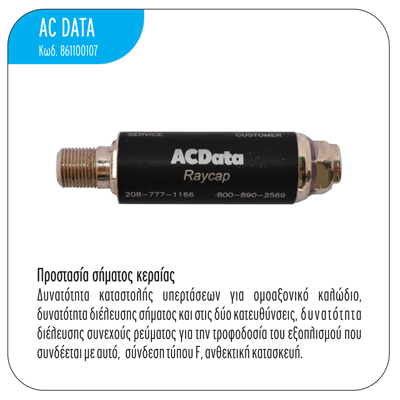 AC DATA
Κωδ. 861100107
SERVICE CUSTOMER
ACData
Raycap
208-777-1166 800-890-2569
Προστασία σήματος κεραίας
Δυνατότητα καταστολής υπερτάσεων για ομοαξονικό καλώδιο,
δυνατότητα διέλευσης σήματος και στις δύο κατευθύνσεις, δυνατότητα
διέλευσης συνεχούς ρεύματος για την τροφοδοσία του εξοπλισμού που
συνδέεται με αυτό, σύνδεση τύπου F, ανθεκτική κατασκευή.